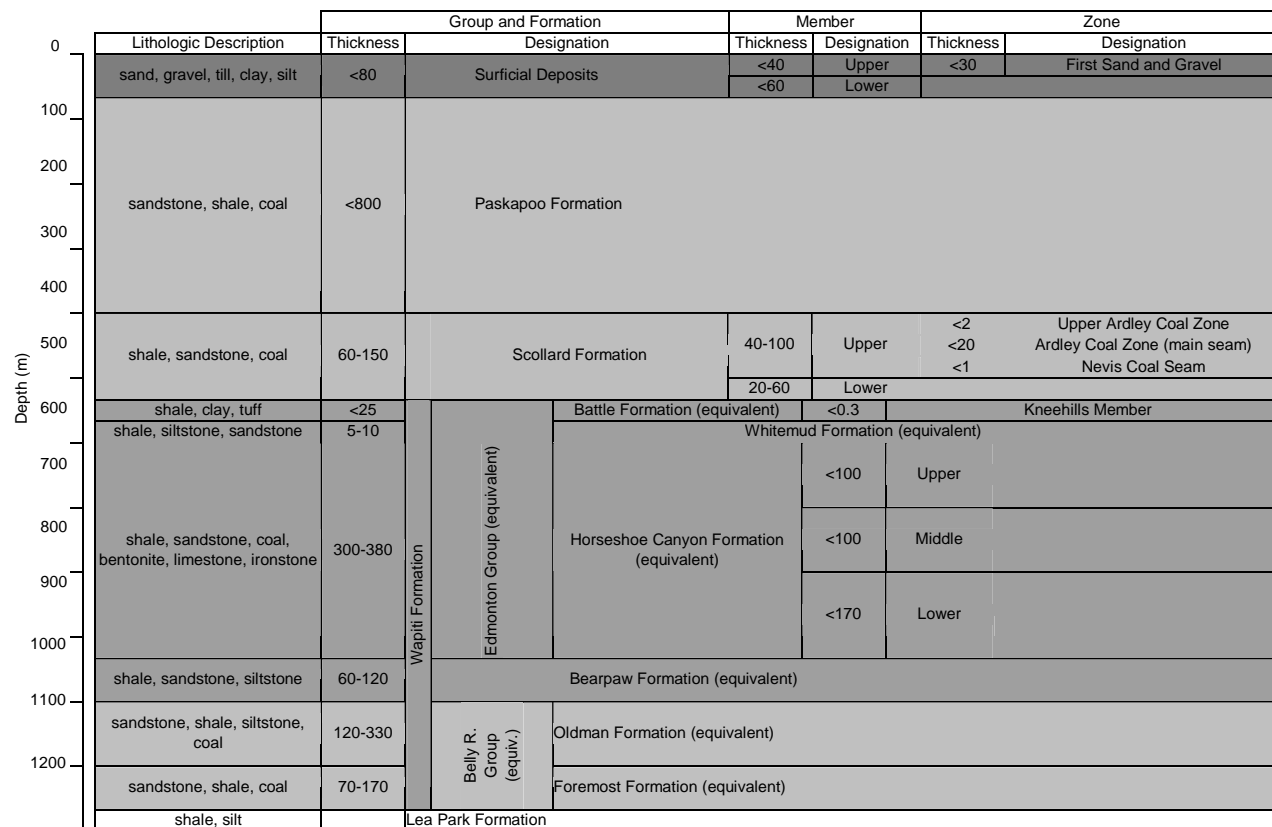 Group and Formation Member Zone
Lithologic Description Thickness Designation Thickness Designation Thickness Designation
0
sand, gravel, till, clay, silt <80 Surficial Deposits <40 Upper <30 First Sand and Gravel
<60 Lower
100
200
sandstone, shale, coal <800 Paskapoo Formation
300
400
<2 Upper Ardley Coal Zone
500
shale, sandstone, coal 60-150 Scollard Formation 40-100 Upper <20 Ardley Coal Zone (main seam)
<1 Nevis Coal Seam
20-60 Lower
Depth (m)
600
shale, clay, tuff <25 Battle Formation (equivalent) <0.3 Kneehills Member
shale, siltstone, sandstone 5-10 Whitemud Formation (equivalent)
700
<100 Upper
800
shale, sandstone, coal,
bentonite, limestone, ironstone
300-380
Wapiti Formation
Edmonton Group (equivalent)
Horseshoe Canyon Formation
(equivalent)
<100 Middle
900
<170 Lower
1000
shale, sandstone, siltstone 60-120 Bearpaw Formation (equivalent)
1100
sandstone, shale, siltstone,
coal
120-330
Belly R.
Group
(equiv.)
Oldman Formation (equivalent)
1200
sandstone, shale, coal 70-170 Foremost Formation (equivalent)
shale, silt Lea Park Formation